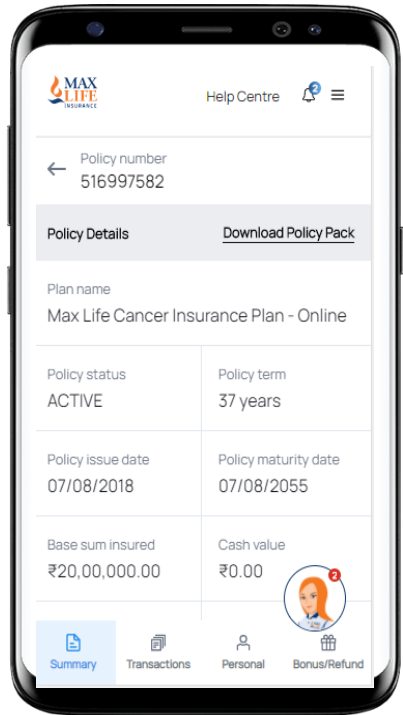 MAX
LIFE
INSURANCE
Help Centre
2
Policy number
516997582
Policy Details
Download Policy Pack
Plan name
Max Life Cancer Insurance Plan - Online
Policy status
Policy term
ACTIVE
37 years
Policy issue date
Policy maturity date
07/08/2018
07/08/2055
Base sum insured
Cash value
₹20,00,000.00
₹0.00
2
Summary
Transactions
Personal
Bonus/Refund